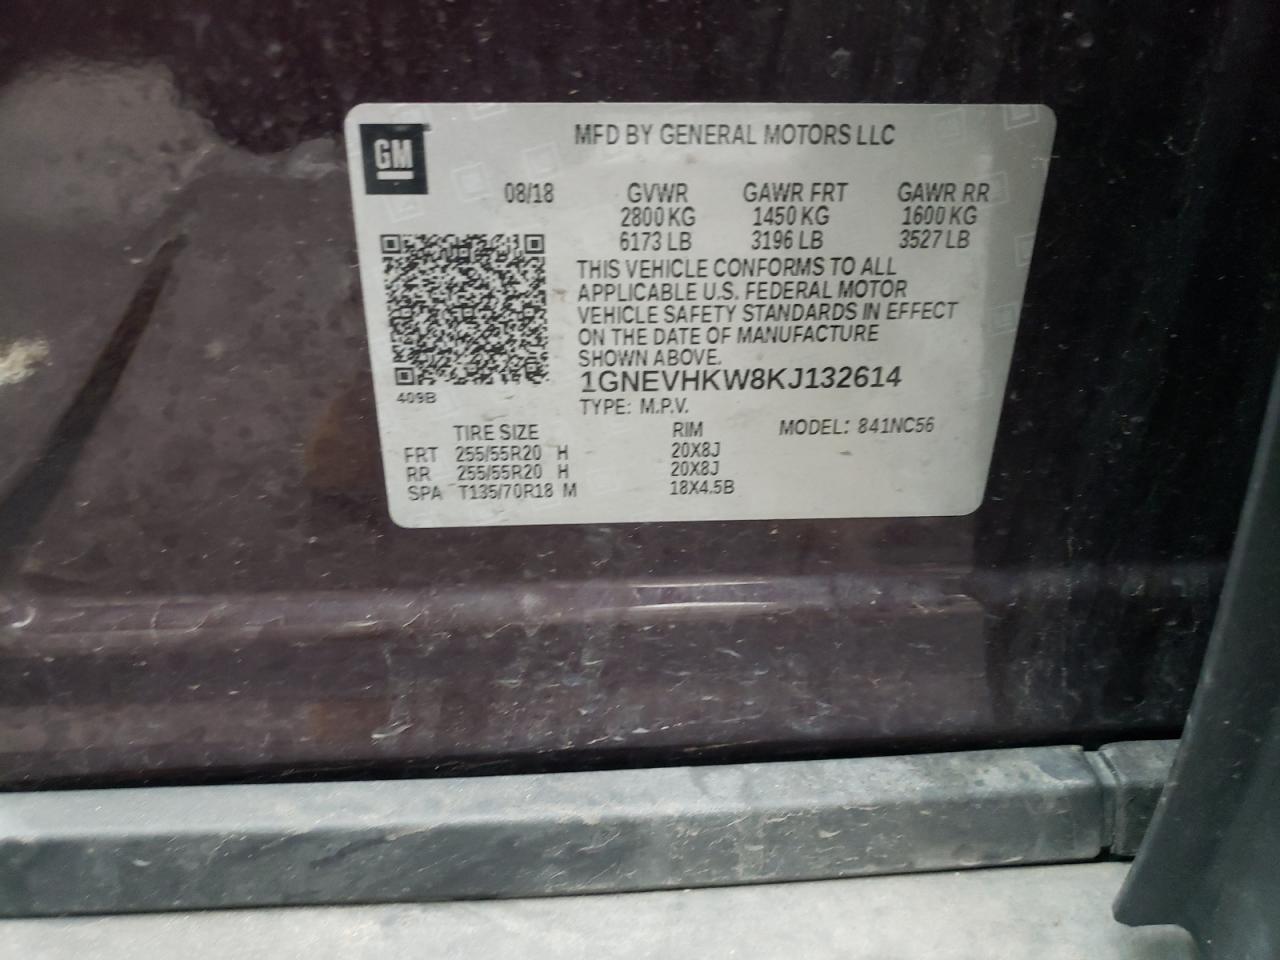 GM
MFD BY GENERAL MOTORS LLC
08/18 GVWR GAWR FRT GAWR RR
2800 KG 1450 KG 1600 KG
6173 LB 3196 LB 3527 LB
THIS VEHICLE CONFORMS TO ALL
APPLICABLE U.S. FEDERAL MOTOR
VEHICLE SAFETY STANDARDS IN EFFECT
ON THE DATE OF MANUFACTURE
SHOWN ABOVE.
1GNEVHKW8KJ132614
409B
TYPE: M.P.V.
MODEL: 841NC56
TIRE SIZE RIM
FRT 255/55R20 H 20X8J
RR 255/55R20 H 20X8J
SPA T135/70R18 M 18X4.5B